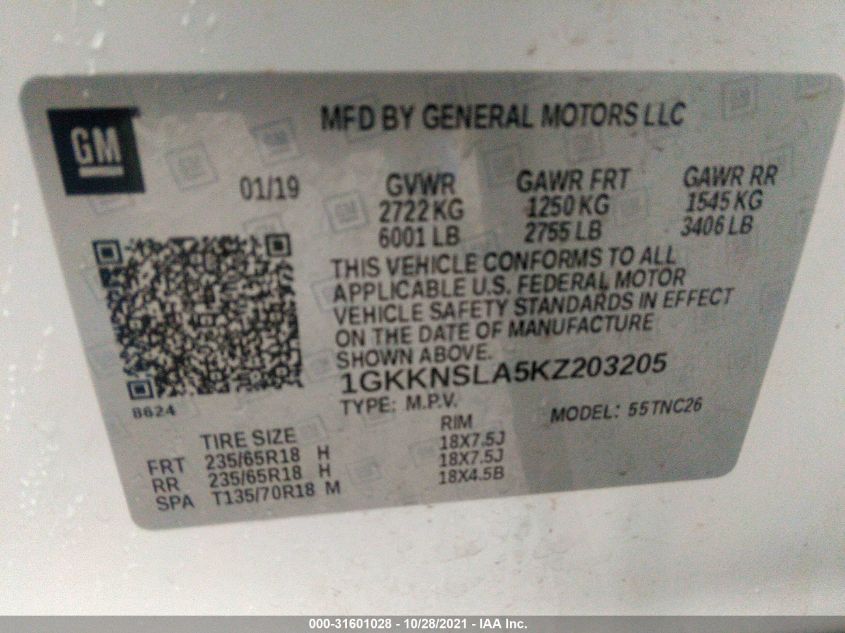 GM
MFD BY GENERAL MOTORS LLC
01/19
GVWR
2722 KG
6001 LB
GAWR FRT
1250 KG
2755 LB
GAWR RR
1545 KG
3406 LB
THIS VEHICLE CONFORMS TO ALL
APPLICABLE U.S. FEDERAL MOTOR
VEHICLE SAFETY STANDARDS IN EFFECT
ON THE DATE OF MANUFACTURE
SHOWN ABOVE.
1GKKNSLA5KZ203205
8624
TYPE: M.P.V.
MODEL: 55TNC26
TIRE SIZE RIM
FRT 235/65R18 H 18X7.5J
RR 235/65R18 H 18X7.5J
SPA T135/70R18 M 18X4.5B
000-31601028 - 10/28/2021 - IAA Inc.